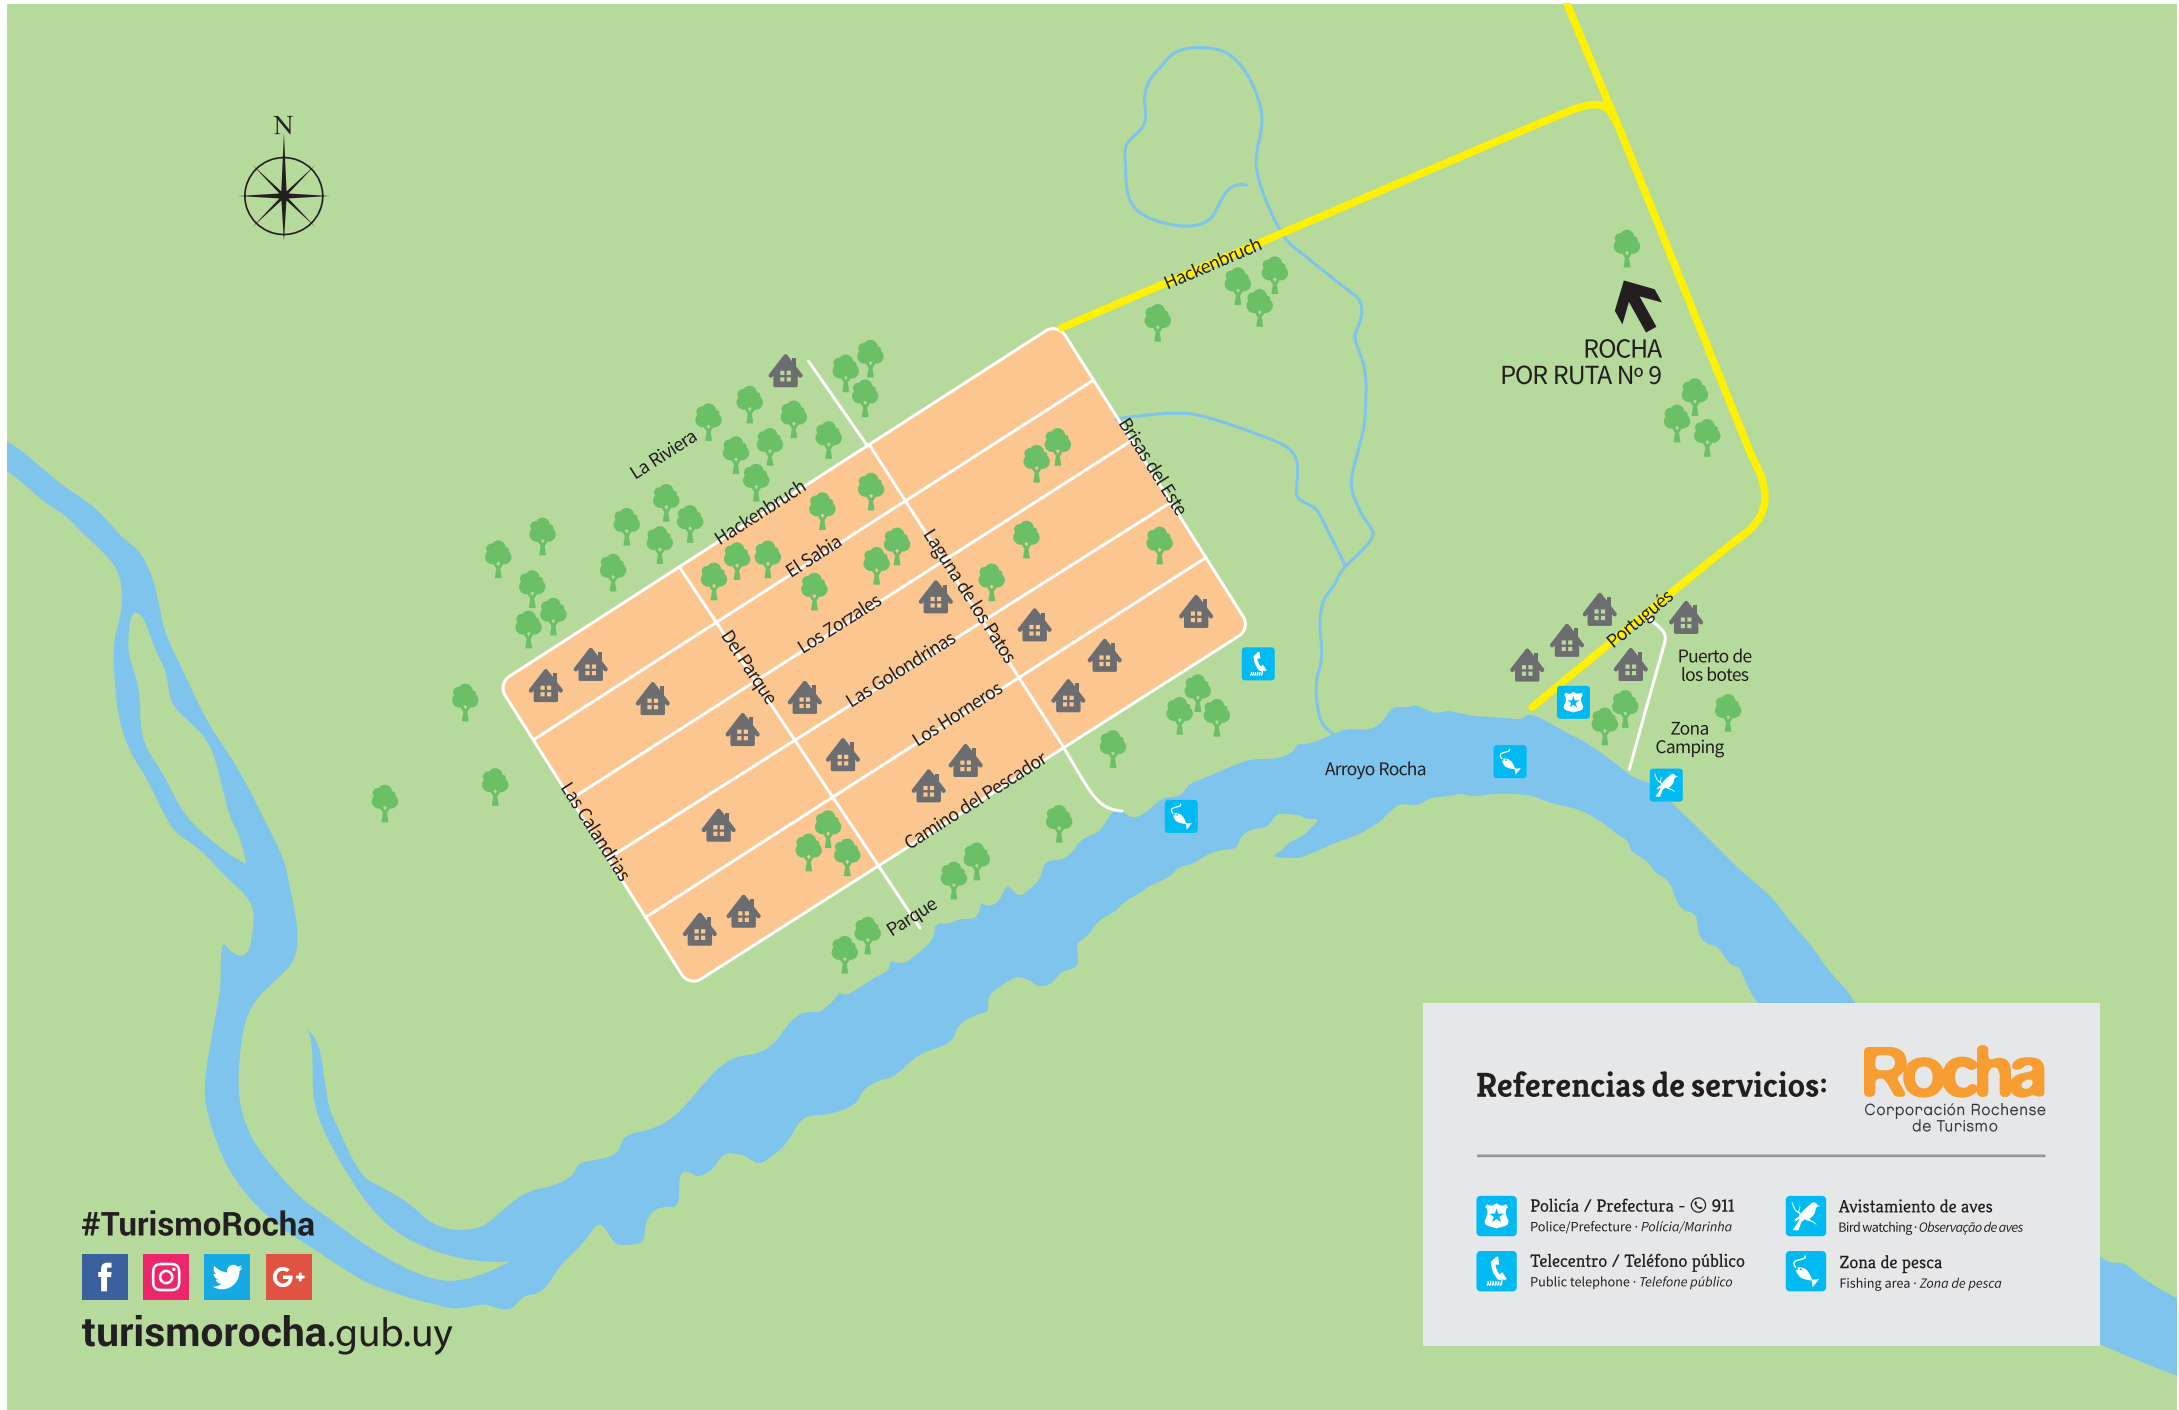 N
Hackenbruch
ROCHA
POR RUTA Nº 9
La Riviera
Hackenbruch
Brisas del Este
El Sabia
Laguna de los Patos
Los Zorzales
Del Parque
Las Golondrinas
Los Horneros
Camino del Pescador
Las Calandrias
Parque
Portugués
Puerto de
los botes
Zona
Camping
Arroyo Rocha
Referencias de servicios:
Rocha
Corporación Rochense
de Turismo
Policía / Prefectura - 911
Police/Prefecture · Polícia/Marinha
Telecentro / Teléfono público
Public telephone · Telefone público
Avistamiento de aves
Bird watching · Observação de aves
Zona de pesca
Fishing area · Zona de pesca
#TurismoRocha
f
G+
turismorocha.gub.uy